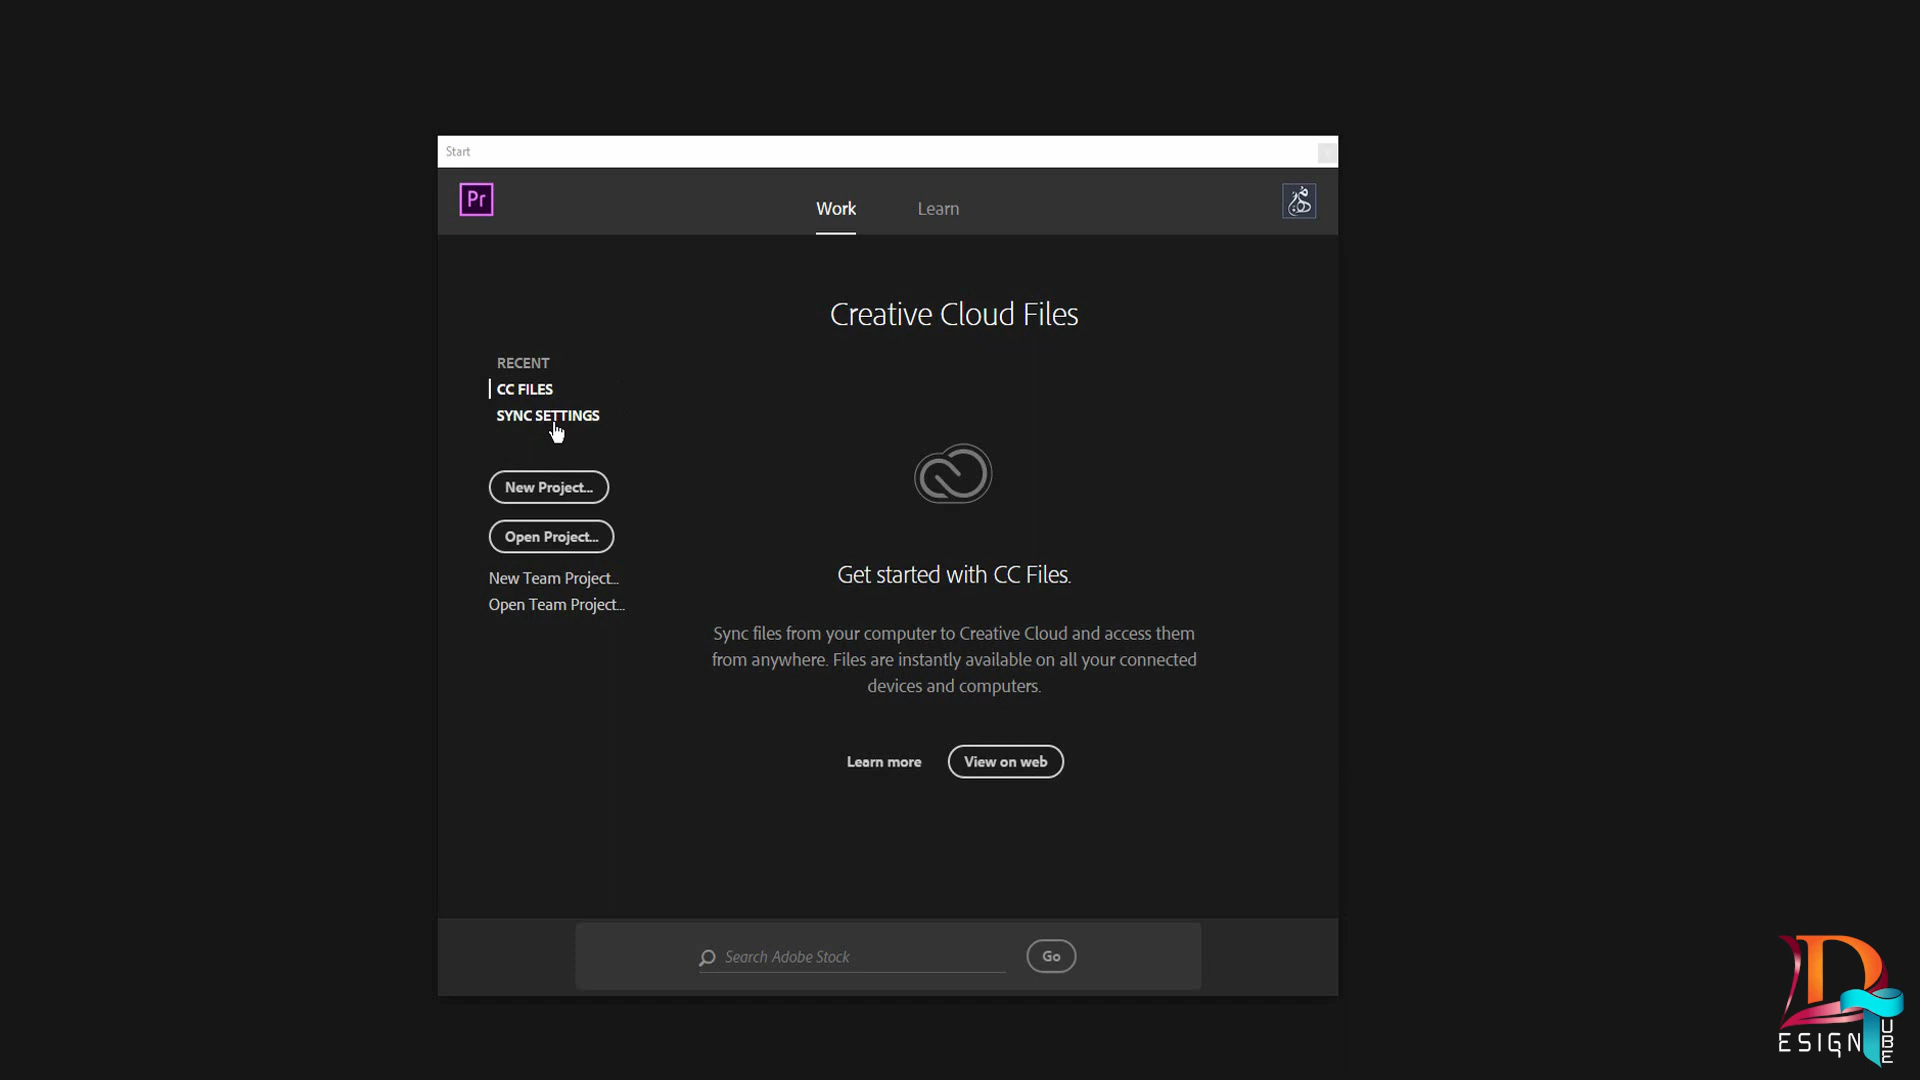 Start
Pr
Work
Learn
Creative Cloud Files
RECENT
CC FILES
SYNC SETTINGS
New Project...
Open Project...
New Team Project...
Open Team Project...
Get started with CC Files.
Sync files from your computer to Creative Cloud and access them
from anywhere. Files are instantly available on all your connected
devices and computers.
Learn more
View on web
Search Adobe Stock
Go
DESIGN
TUBE